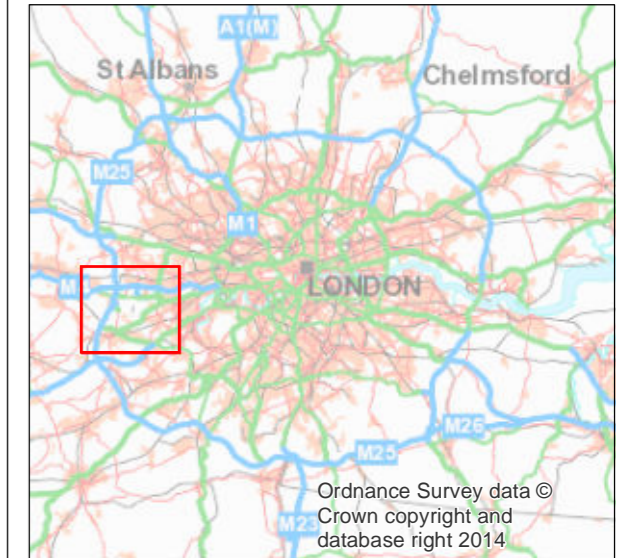 A1(M)
St Albans
Chelmsford
M25
M1
LONDON
M26
M25
M23
Ordnance Survey data ©
Crown copyright and
database right 2014